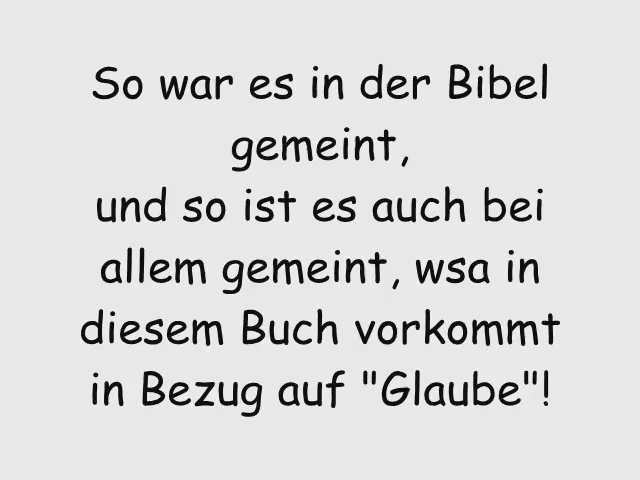 So war es in der Bibel
gemeint,
und so ist es auch bei
allem gemeint, wsa in
diesem Buch vorkommt
in Bezug auf "Glaube"!